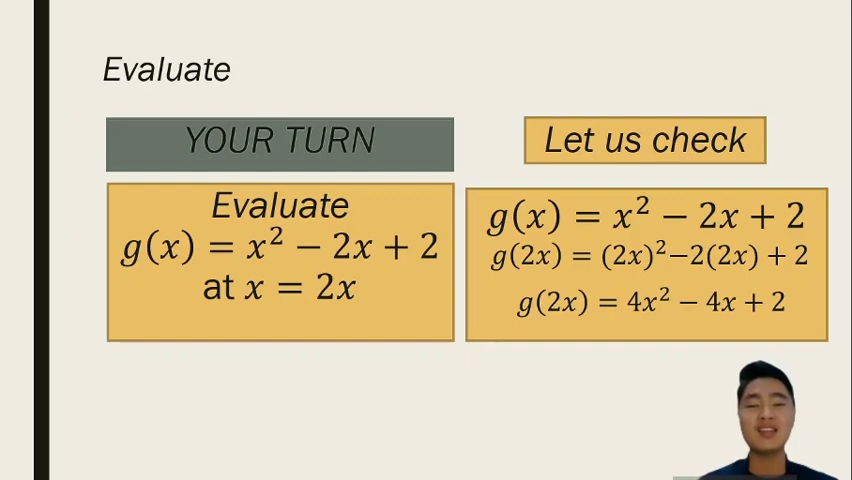 Evaluate
YOUR TURN
Evaluate
g(x) = x² − 2x + 2
at x = 2x
Let us check
g(x) = x² − 2x + 2
g(2x) = (2x)²−2(2x) + 2
g(2x) = 4x² − 4x + 2